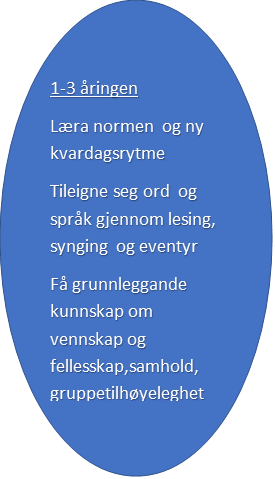 1-3 åringen
Læra normen  og ny
kvardagsrytme
Tileigne seg ord  og
språk gjennom lesing,
synging  og eventyr
Få grunnleggande
kunnskap om
vennskap og
fellesskap,samhold,
gruppetilhøyeleghet